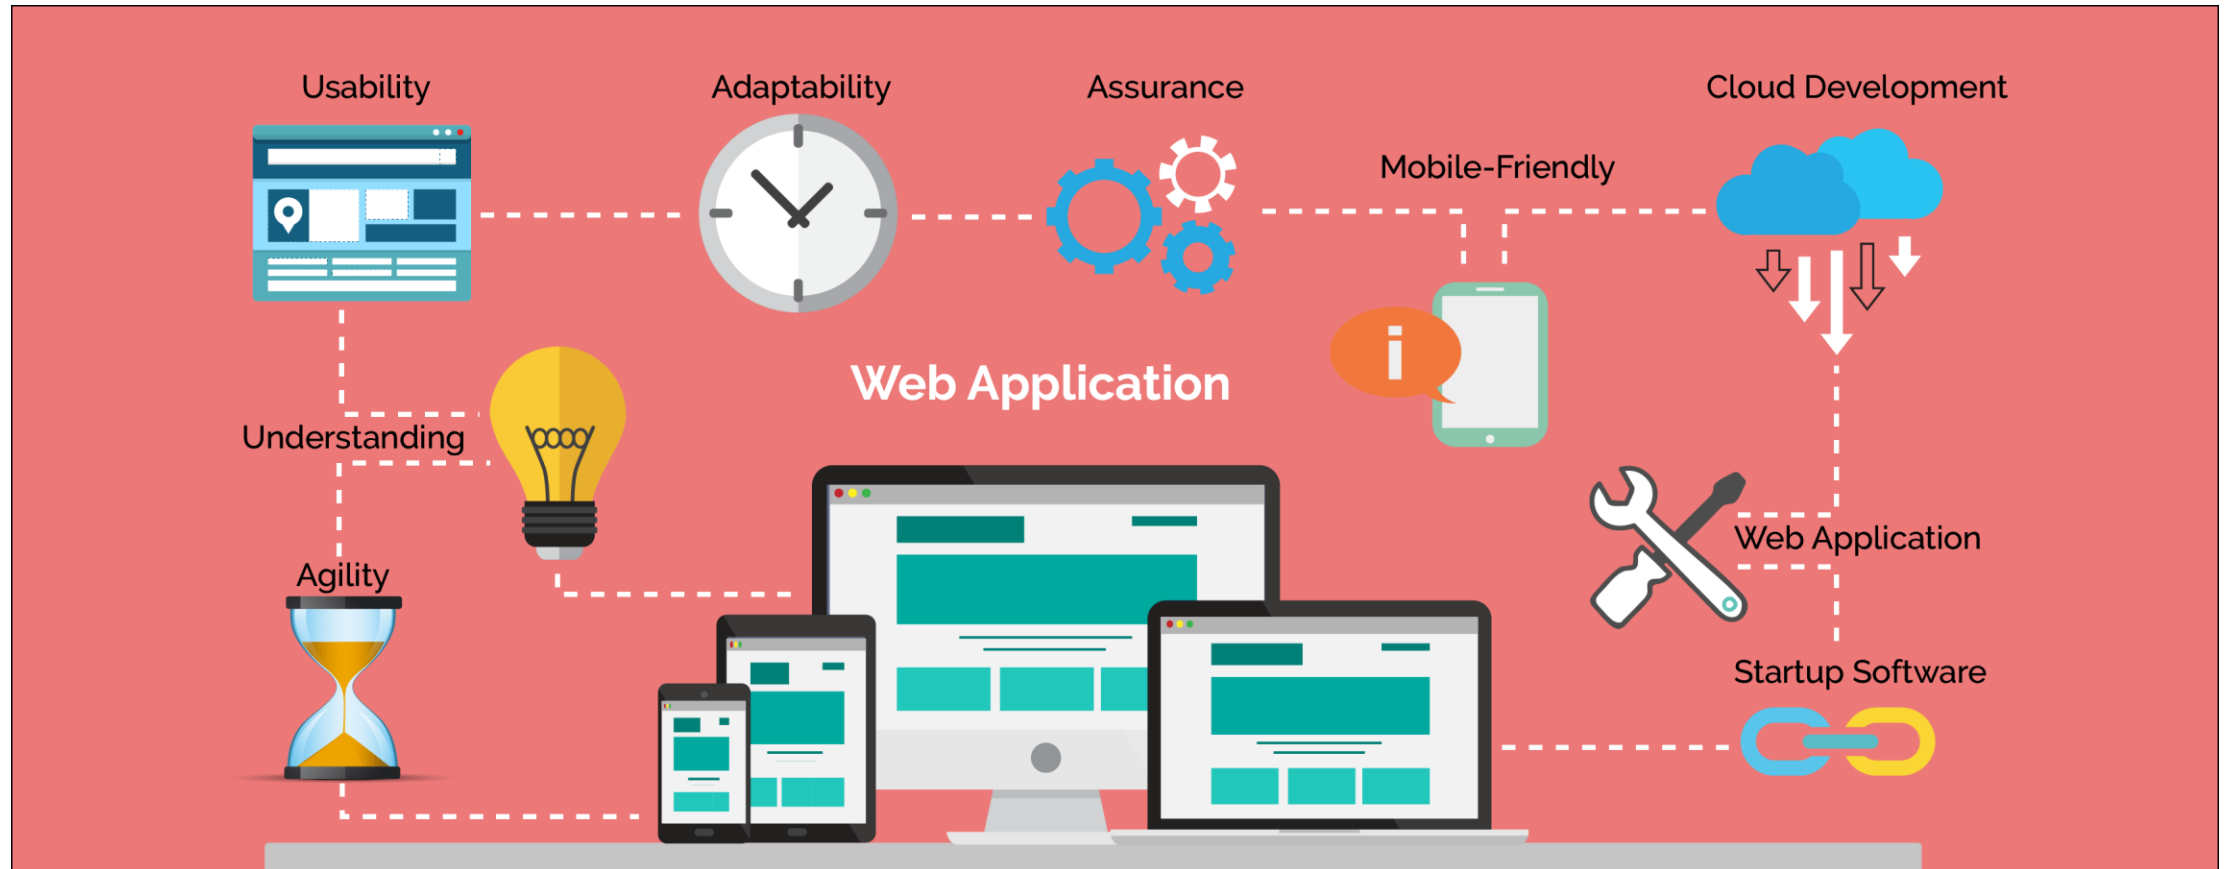 Usability
Adaptability
Assurance
Cloud Development
Mobile-Friendly
i
Web Application
Understanding
Web Application
Agility
Startup Software